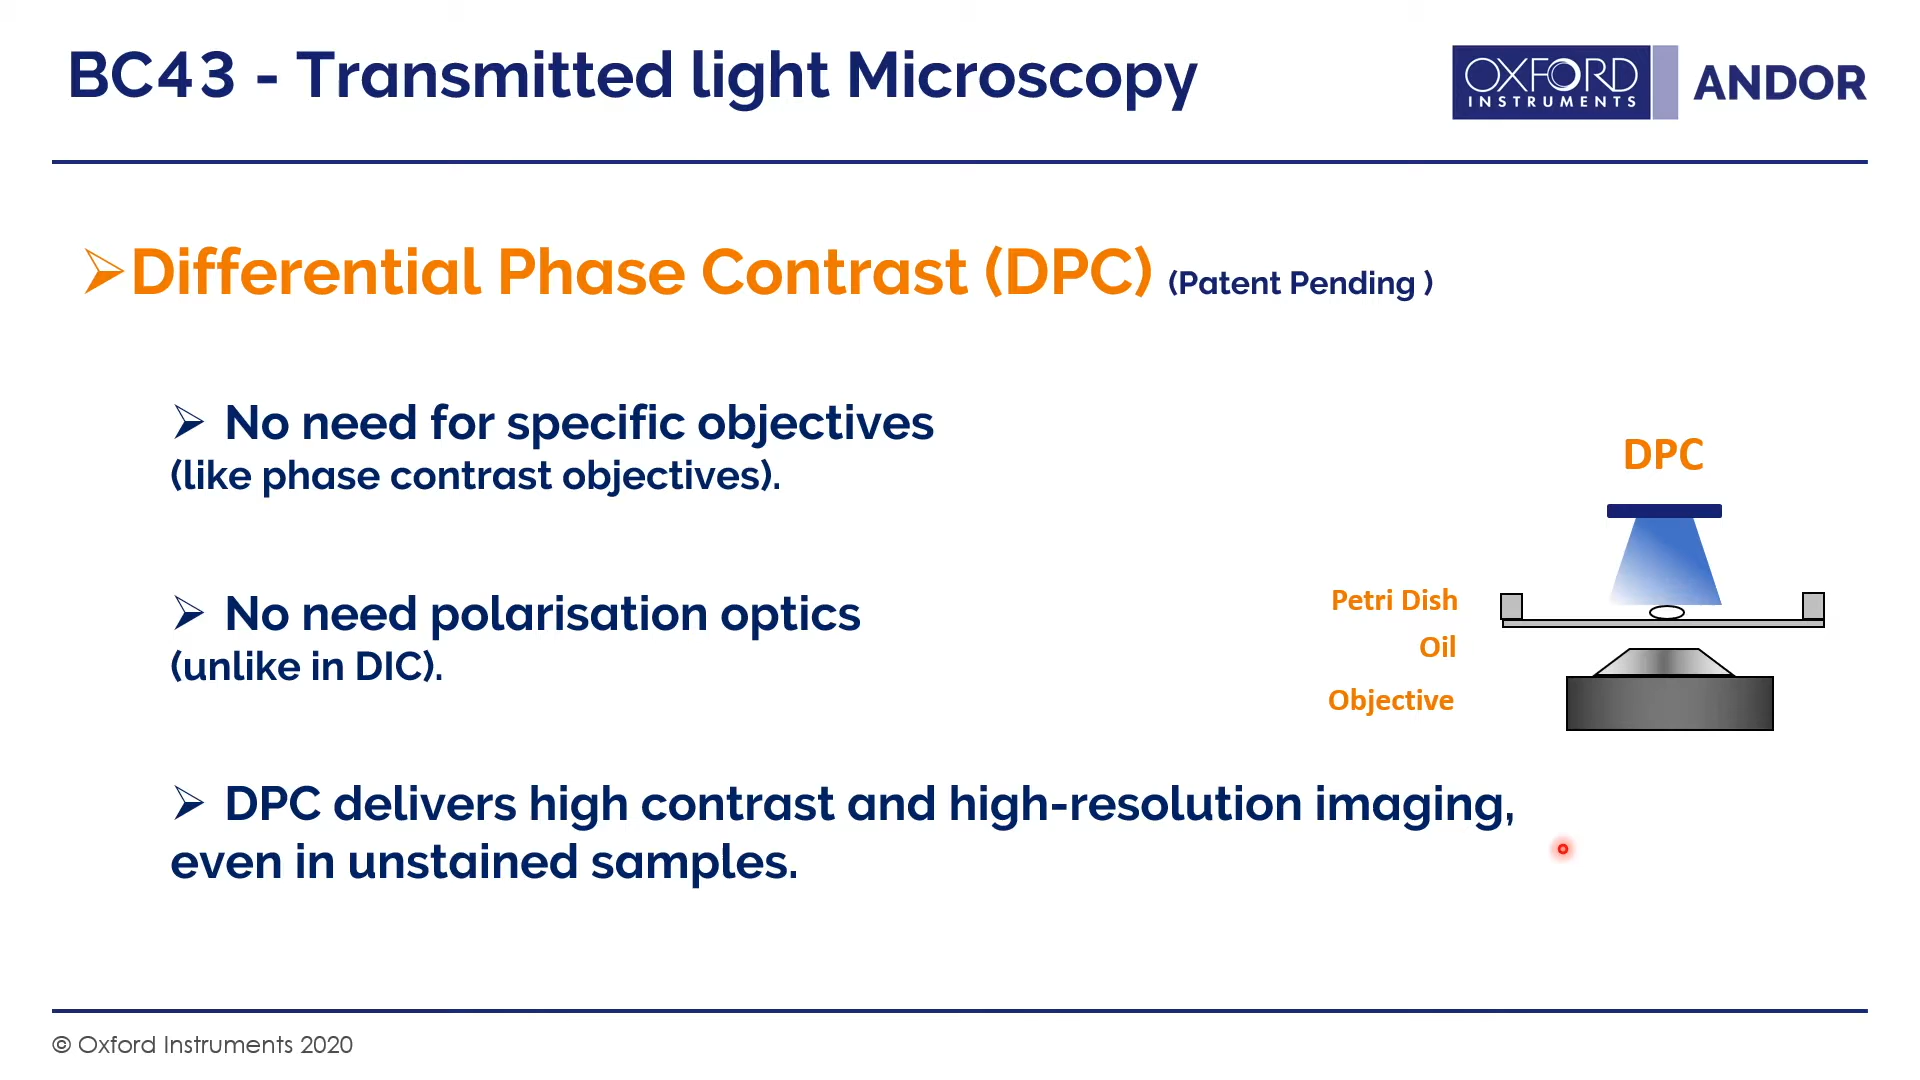 BC43 - Transmitted light Microscopy
OXFORD
INSTRUMENTS
ANDOR
➢Differential Phase Contrast (DPC) (Patent Pending )
➢ No need for specific objectives
(like phase contrast objectives).
➢ No need polarisation optics
(unlike in DIC).
➢ DPC delivers high contrast and high-resolution imaging,
even in unstained samples.
DPC
Petri Dish
Oil
Objective
© Oxford Instruments 2020